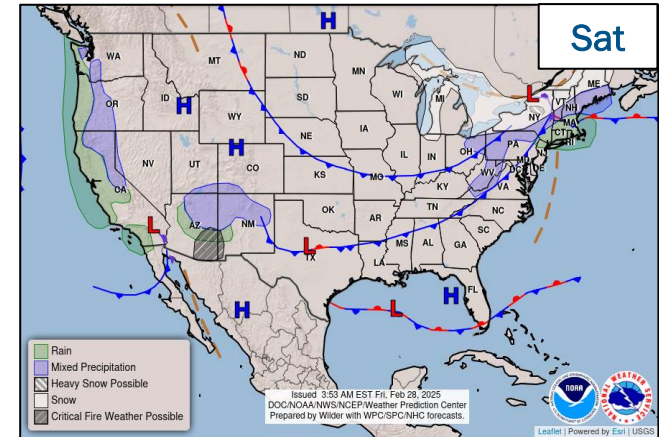 Sat
H
WA
MT
ND
MN
ME
L
VT
NH
OR
ID
H
SD
WI
MI
NY
MA
CT
RI
WY
H
NE
IA
PA
NJ
OH
NV
UT
CO
IL
IN
MD
DE
DC
WV
VA
KS
MO
KY
CA
OK
TN
NC
AZ
NM
AR
SC
L
L
TX
MS
AL
GA
LA
H
L
H
FL
Rain
Mixed Precipitation
Heavy Snow Possible
Snow
Critical Fire Weather Possible
Issued 3:53 AM EST Fri, Feb 28, 2025
DOC/NOAA/NWS/NCEP/Weather Prediction Center
Prepared by Wilder with WPC/SPC/NHC forecasts.
NOAA
NATIONAL WEATHER SERVICE
Leaflet | Powered by Esri | USGS